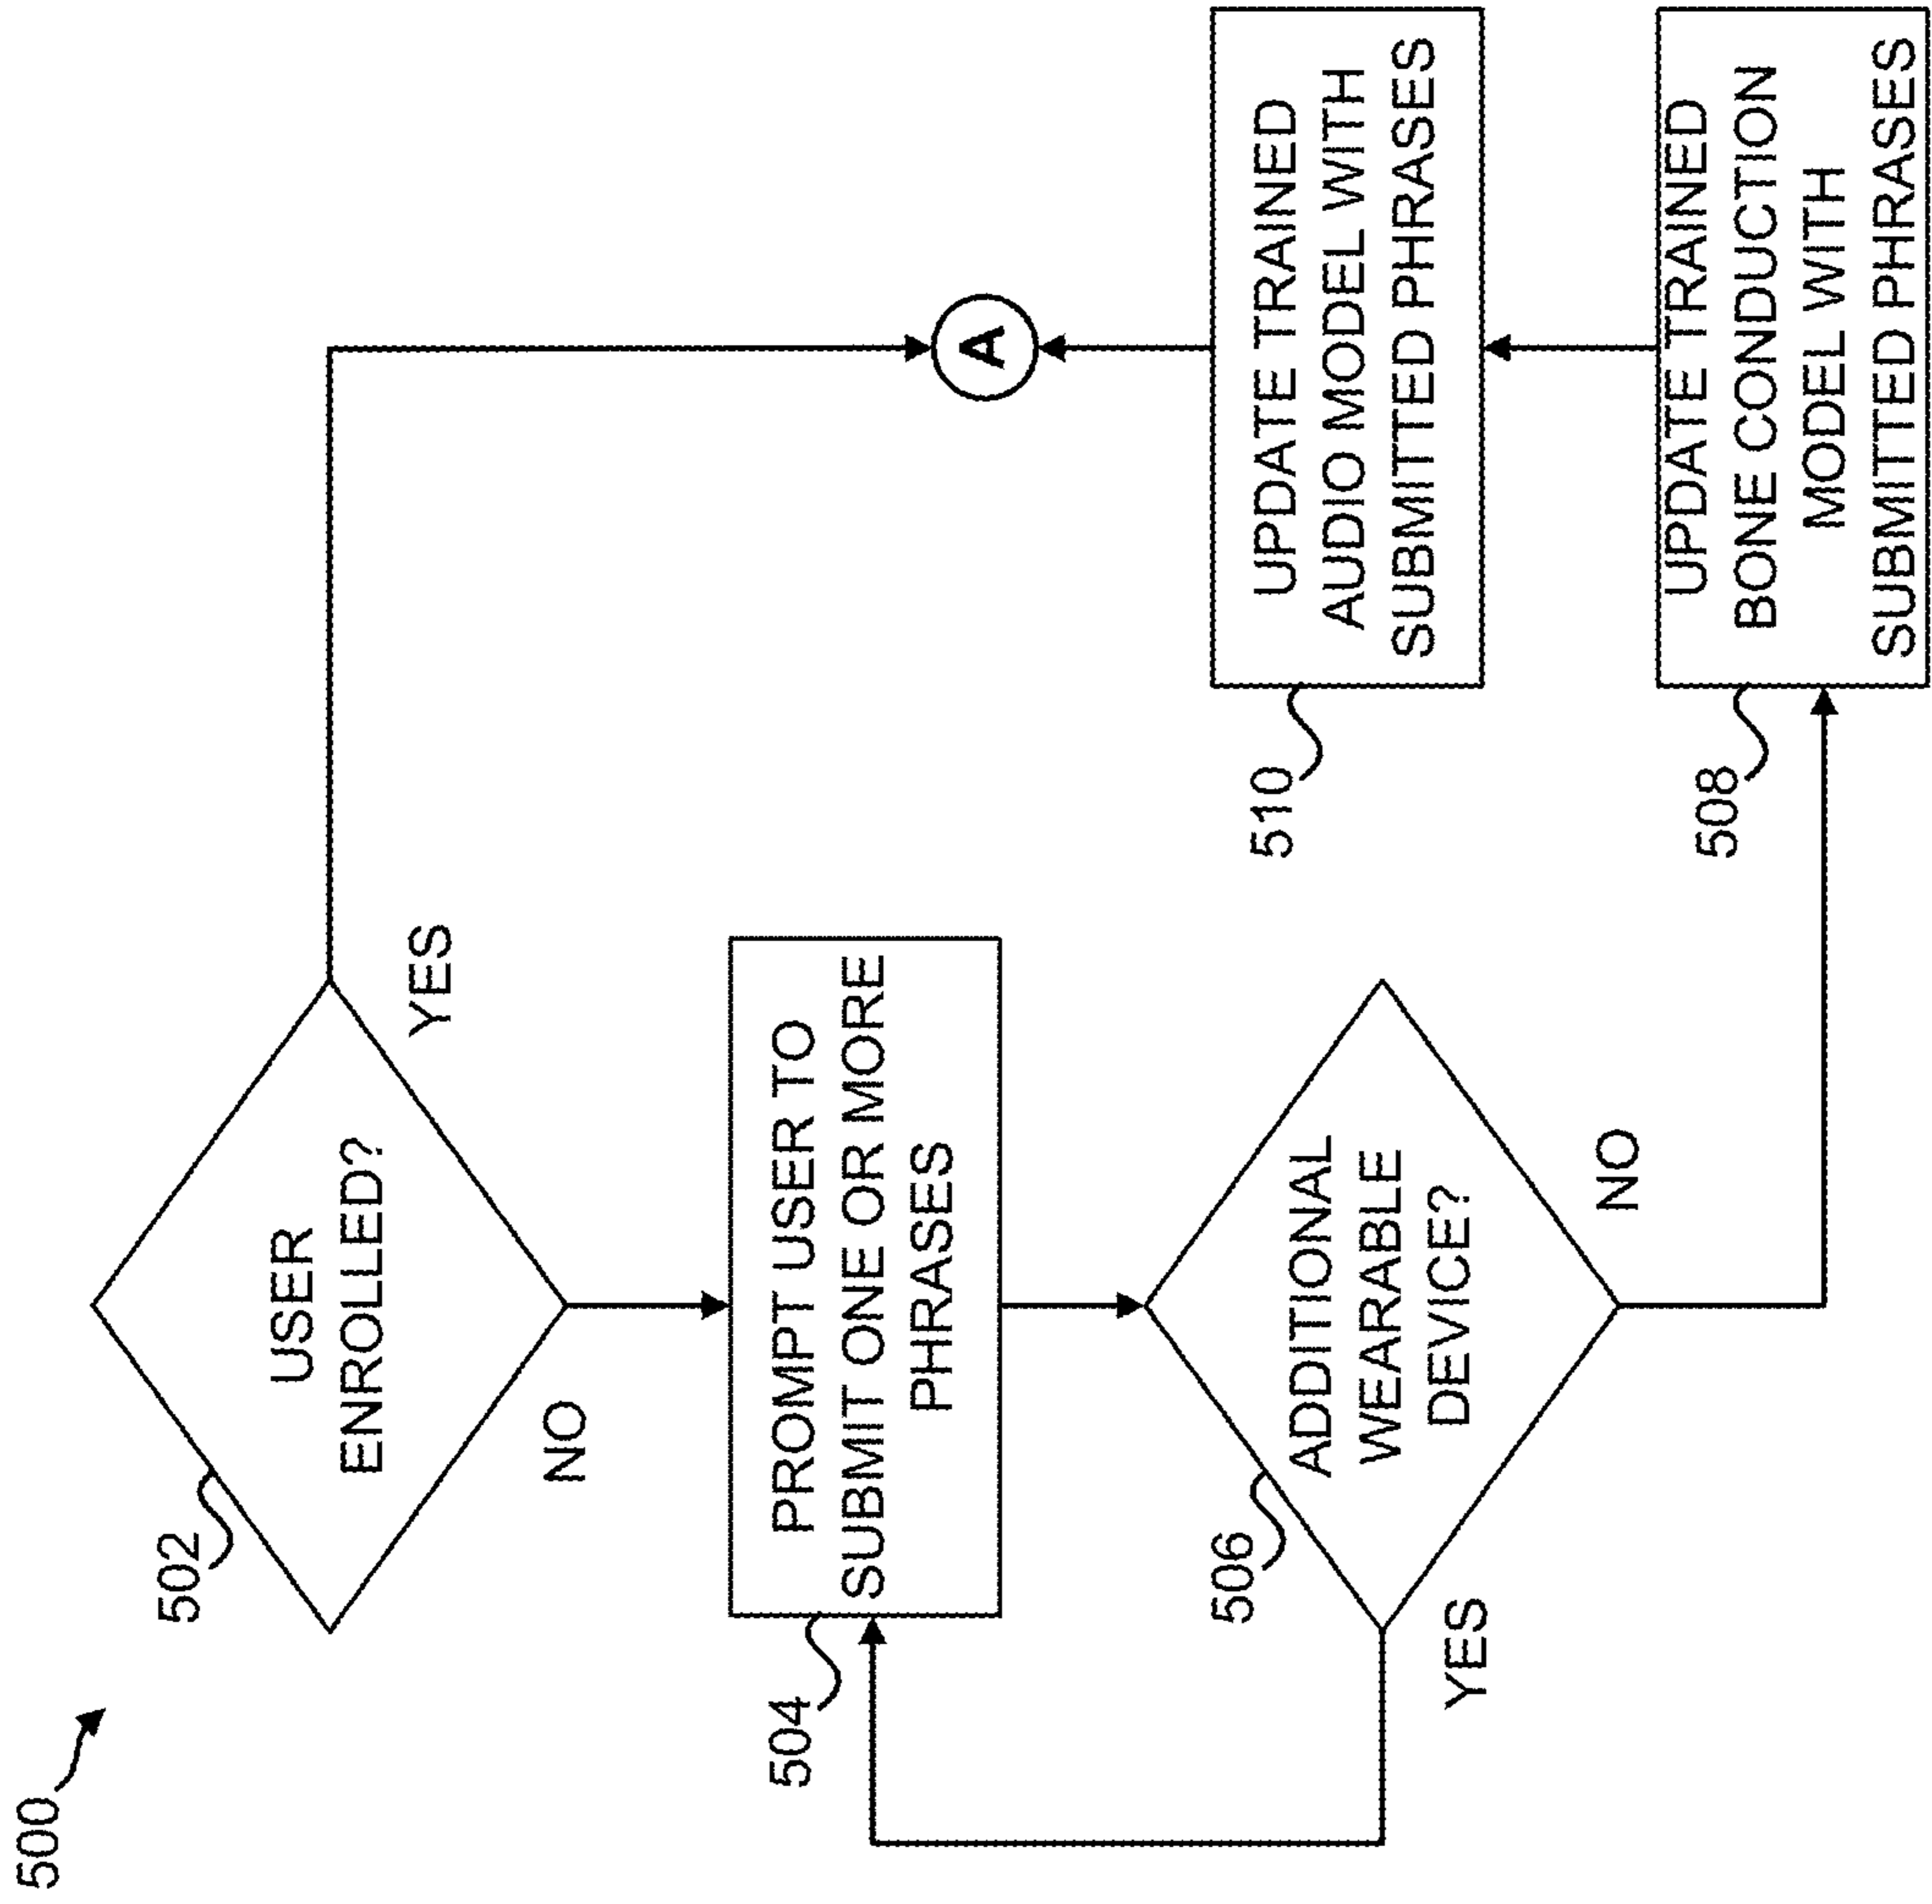 500
502
USER
ENROLLED?
YES
NO
504
PROMPT USER TO
SUBMIT ONE OR MORE
PHRASES
506
ADDITIONAL
WEARABLE
DEVICE?
YES
NO
A
510
UPDATE TRAINED
AUDIO MODEL WITH
SUBMITTED PHRASES
508
UPDATE TRAINED
BONE CONDUCTION
MODEL WITH
SUBMITTED PHRASES